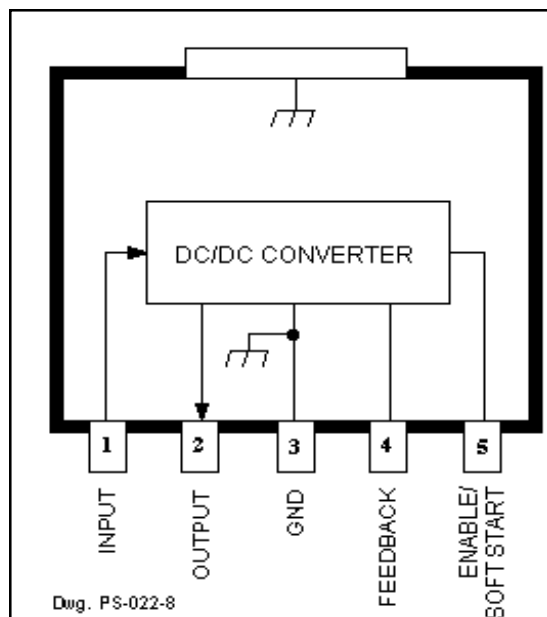 DC/DC CONVERTER
1
2
3
4
5
INPUT
OUTPUT
GND
FEEDBACK
ENABLE/
SOFT START
Dwg. PS-022-8